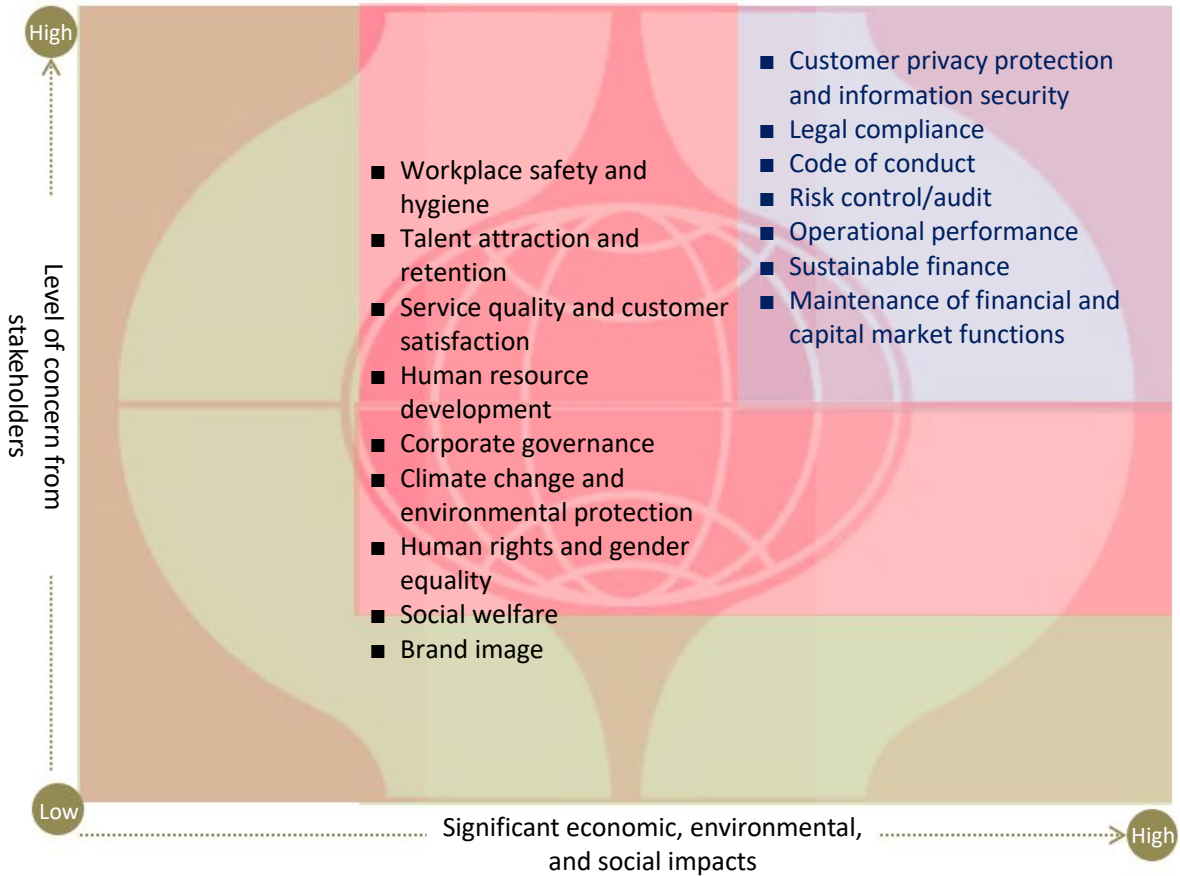 High
■ Customer privacy protection
and information security
■ Legal compliance
■ Code of conduct
■ Risk control/audit
■ Operational performance
■ Sustainable finance
■ Maintenance of financial and
capital market functions
■ Workplace safety and
hygiene
■ Talent attraction and
retention
■ Service quality and customer
satisfaction
■ Human resource
development
■ Corporate governance
■ Climate change and
environmental protection
■ Human rights and gender
equality
■ Social welfare
■ Brand image
Level of concern from
stakeholders
Low
Significant economic, environmental,
and social impacts
High